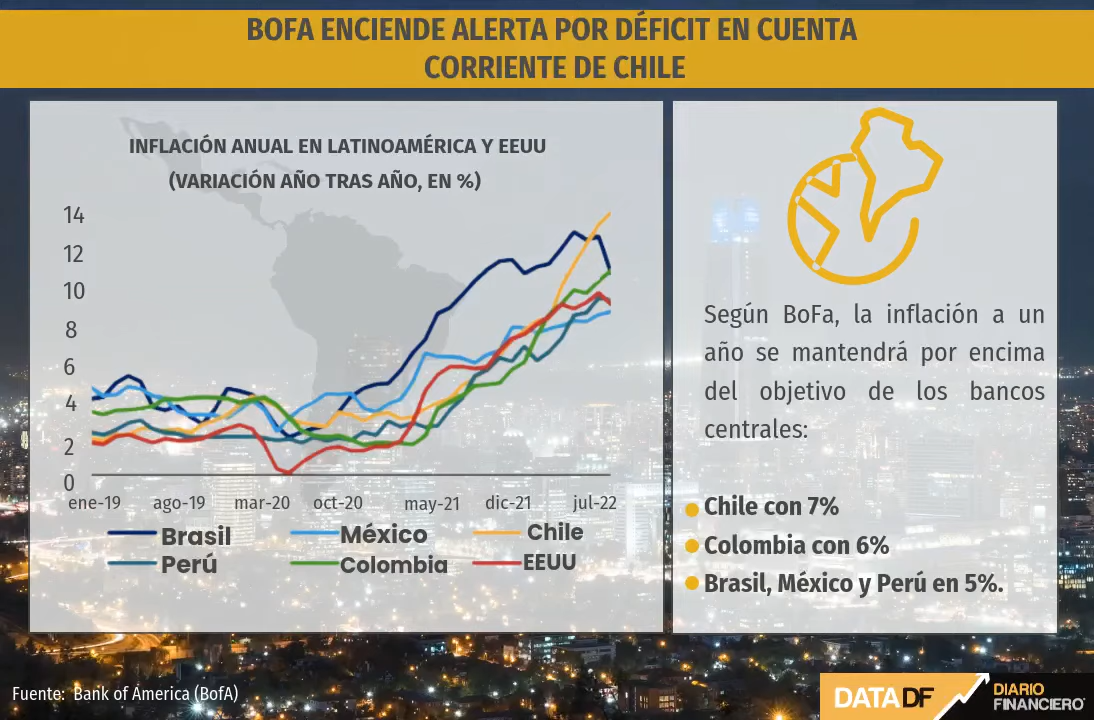 BOFA ENCIENDE ALERTA POR DÉFICIT EN CUENTA
CORRIENTE DE CHILE
INFLACIÓN ANUAL EN LATINOAMÉRICA Y EEUU
(VARIACIÓN AÑO TRAS AÑO, EN %)
14
12
10
8
6
4
2
0
ene-19 ago-19 mar-20 oct-20 may-21 dic-21 jul-22
Brasil México Chile
Perú Colombia EEUU
Según BoFa, la inflación a un
año se mantendrá por encima
del objetivo de los bancos
centrales:
Chile con 7%
Colombia con 6%
Brasil, México y Perú en 5%.
Fuente: Bank of Ámerica (BofA)
DATA DF
DIARIO
FINANCIERO